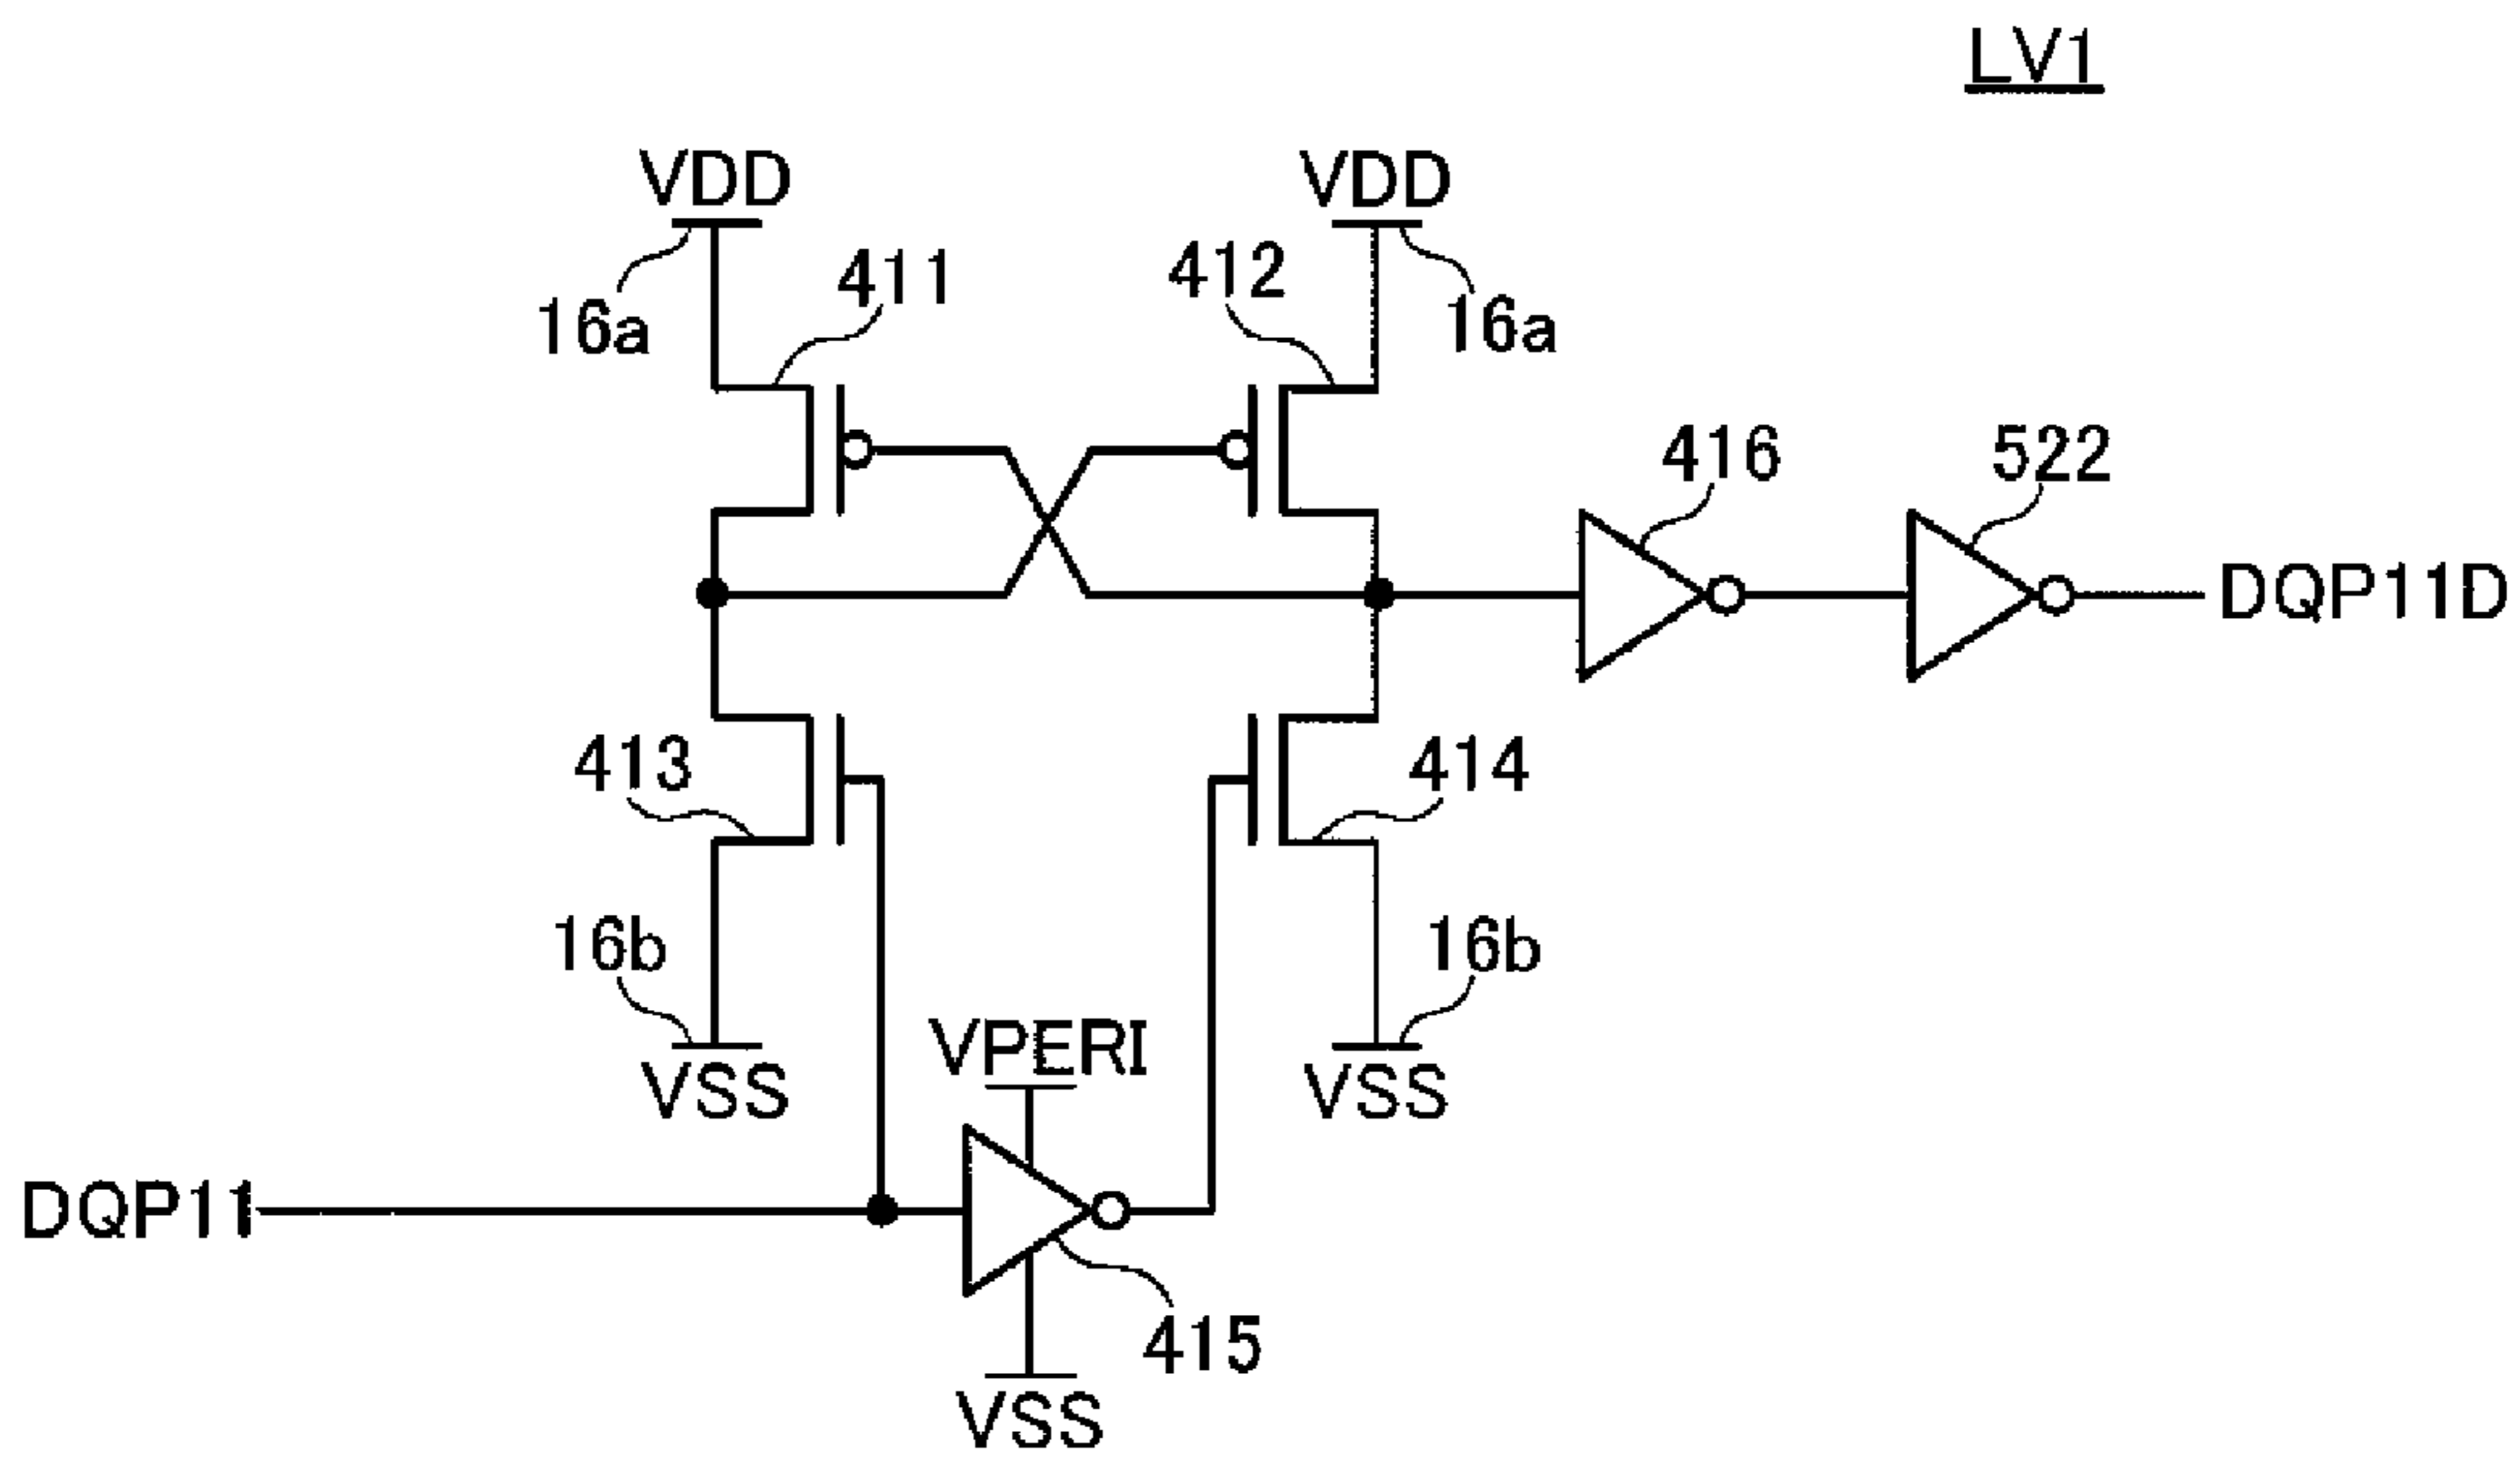 LV1
VDD
VDD
411
412
16a
16a
416
522
DQP11D
413
414
16b
16b
VPERI
VSS
VSS
DQP11
415
VSS